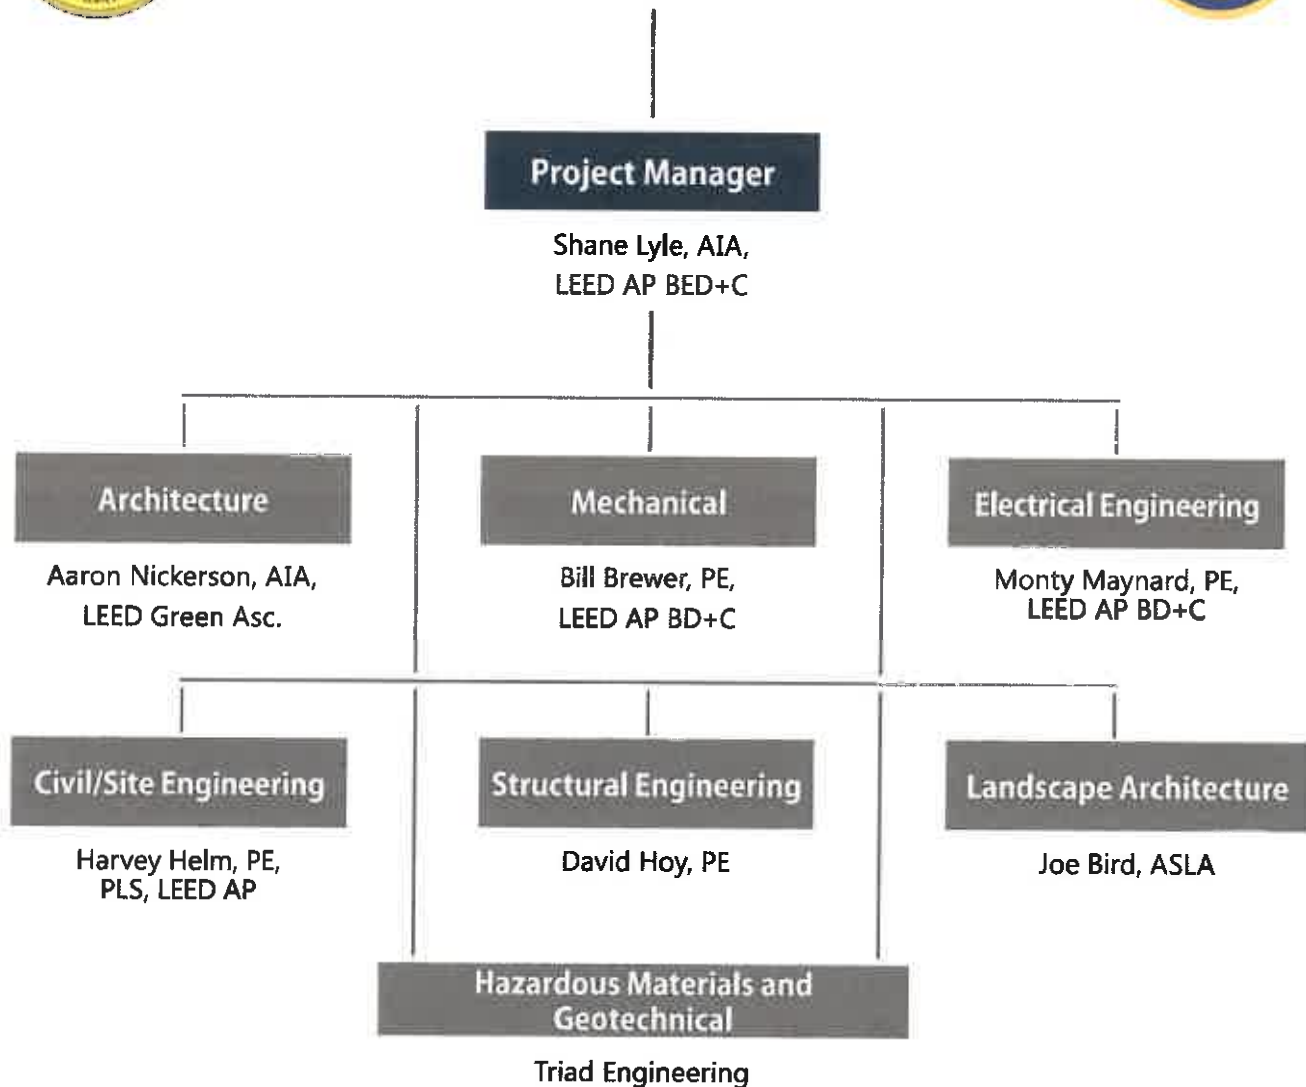 Project Manager
Shane Lyle, AIA,
LEED AP BED+C
Architecture
Aaron Nickerson, AIA,
LEED Green Asc.
Mechanical
Bill Brewer, PE,
LEED AP BD+C
Electrical Engineering
Monty Maynard, PE,
LEED AP BD+C
Civil/Site Engineering
Harvey Helm, PE,
PLS, LEED AP
Structural Engineering
David Hoy, PE
Landscape Architecture
Joe Bird, ASLA
Hazardous Materials and
Geotechnical
Triad Engineering